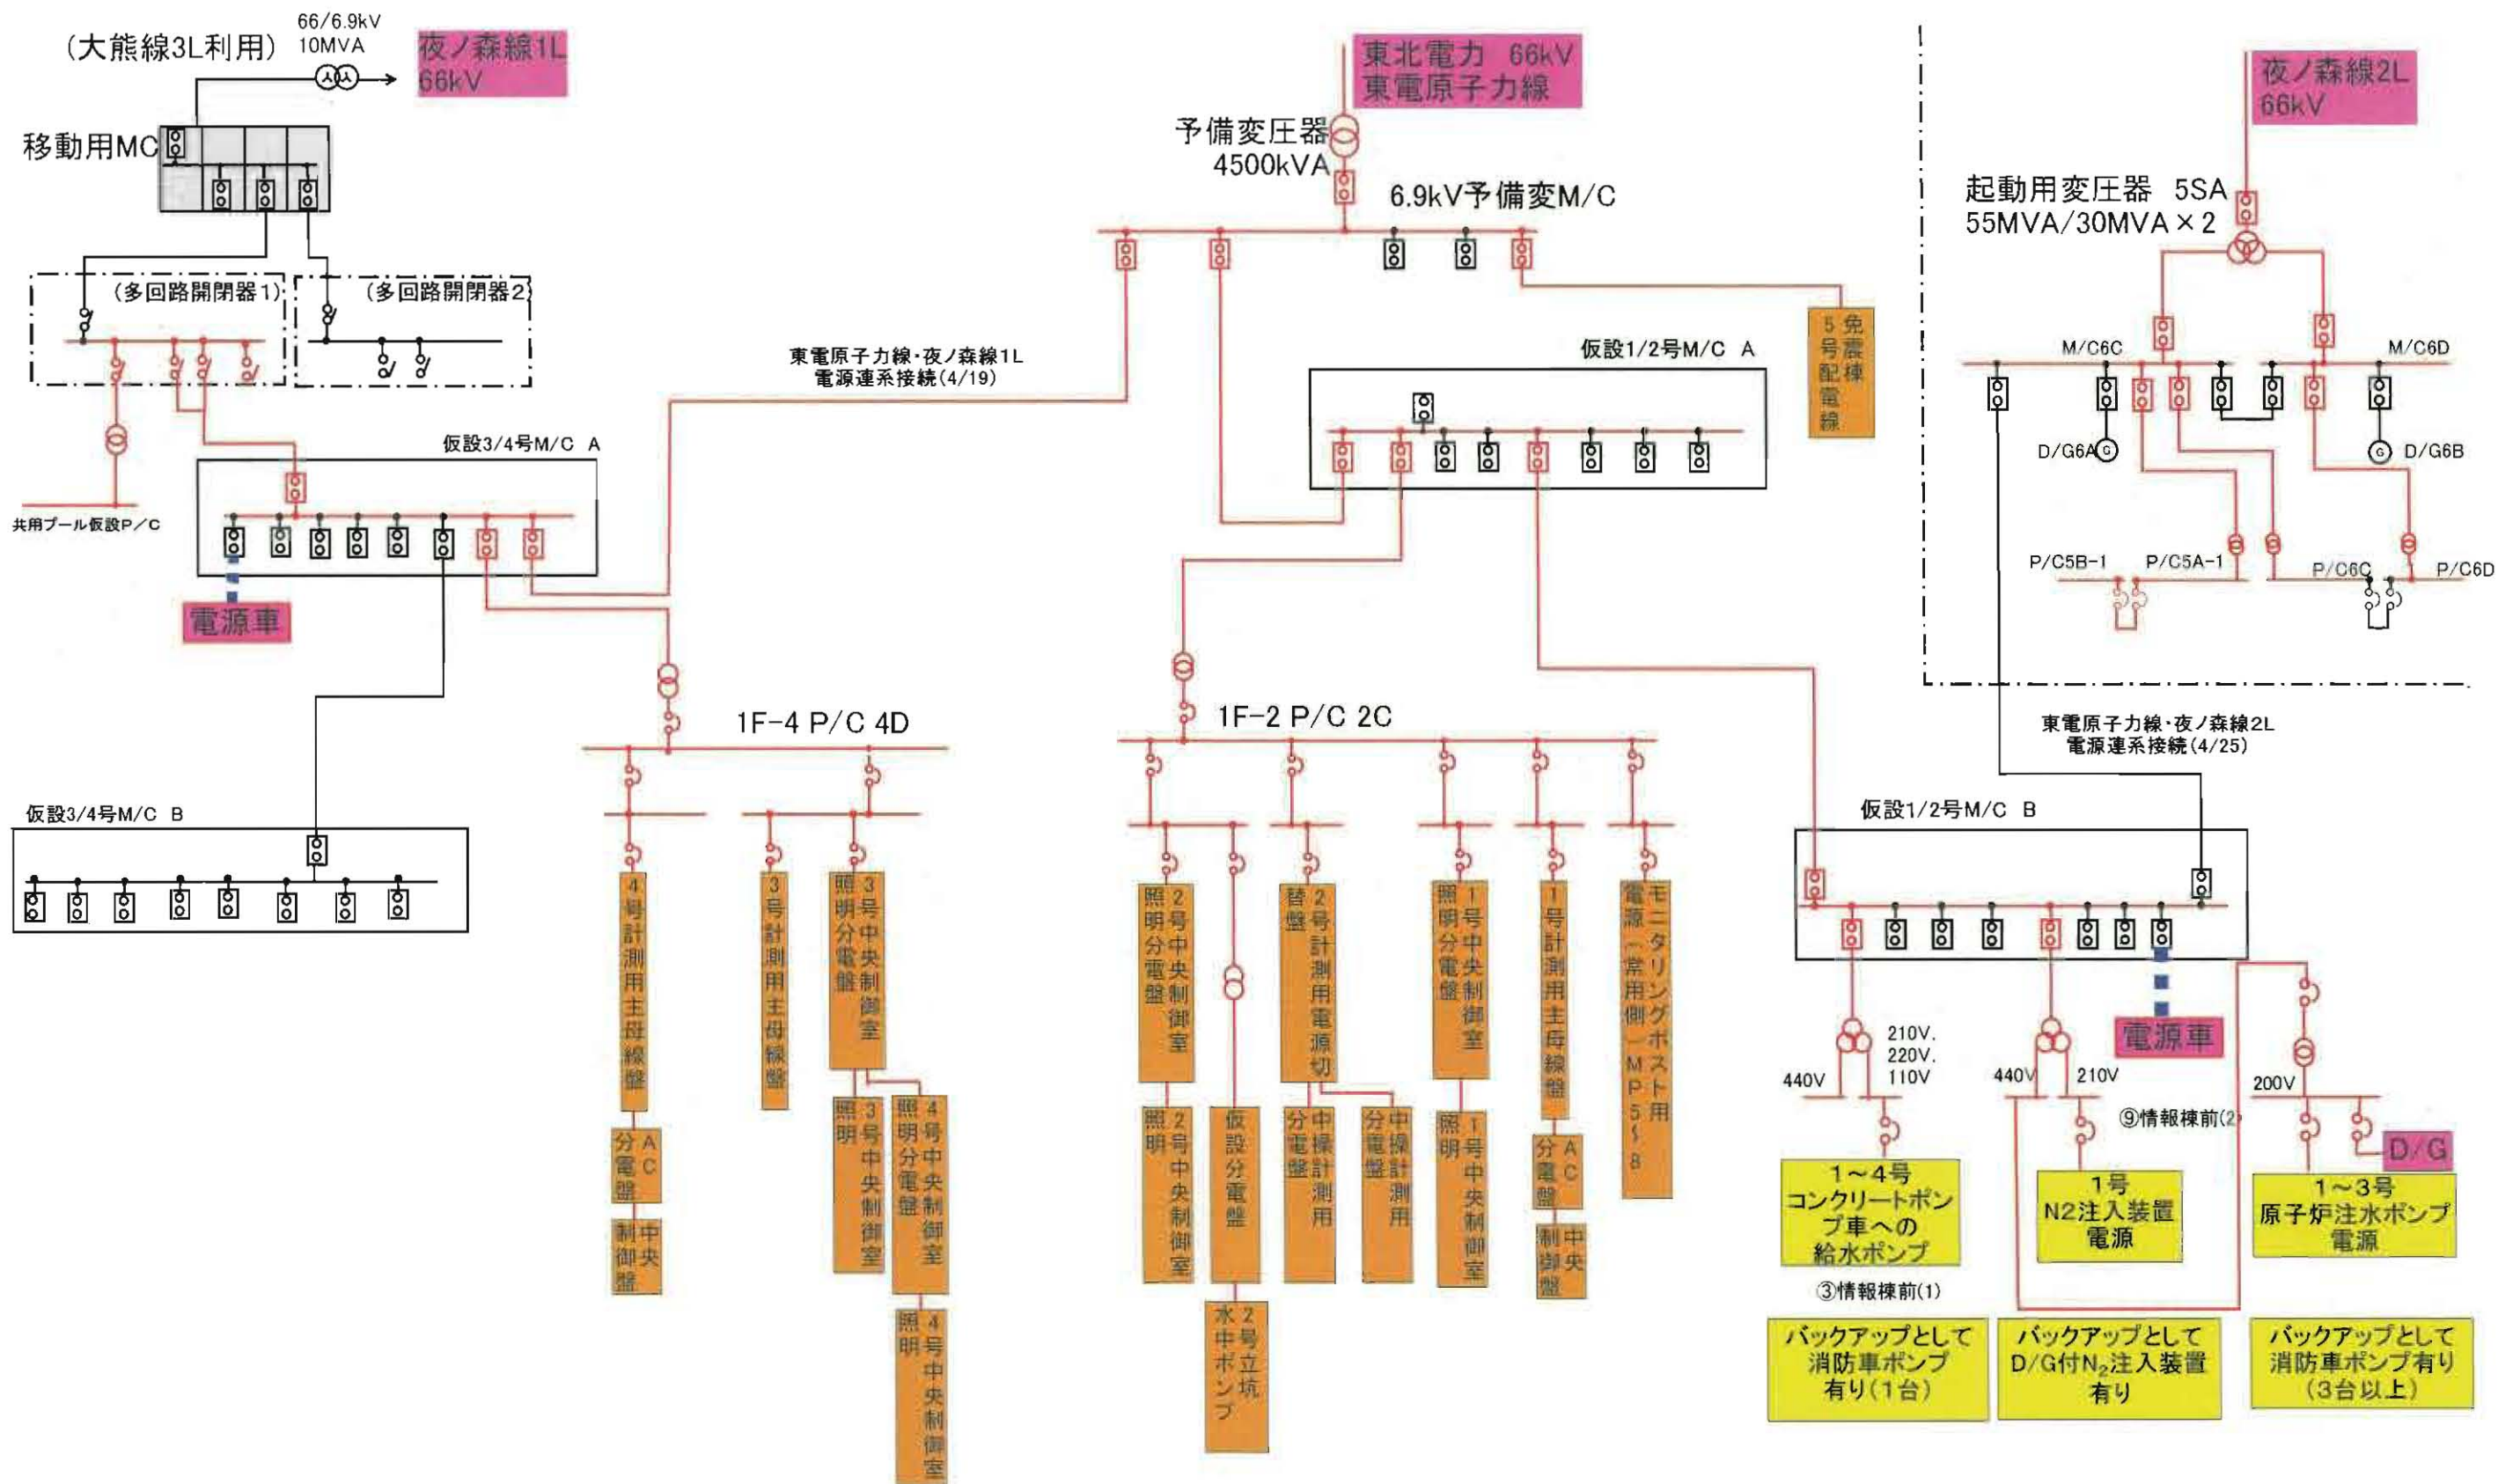 (大熊線3L利用)
66/6.9kV
10MVA
夜ノ森線1L
66kV
移動用MC
(多回路開閉器1)
(多回路開閉器2)
共用プール仮設P/C
仮設3/4号M/C A
電源車
仮設3/4号M/C B
東電原子力線・夜ノ森線1L
電源連系接続(4/19)
東北電力 66kV
東電原子力線
予備変圧器
4500kVA
6.9kV予備変M/C
免震棟
5号配電線
仮設1/2号M/C A
夜ノ森線2L
66kV
起動用変圧器 5SA
55MVA/30MVA×2
M/C6C
M/C6D
D/G6A
G
G
D/G6B
P/C5B-1
P/C5A-1
P/C6C
P/C6D
東電原子力線・夜ノ森線2L
電源連系接続(4/25)
1F-4 P/C 4D
4号計測用主母線盤
AC
分電盤
中央
制御盤
3号計測用主母線盤
3号中央制御室
照明分電盤
3号中央制御室
照明
4号中央制御室
照明分電盤
4号中央制御室
照明
1F-2 P/C 2C
2号中央制御室
照明分電盤
2号中央制御室
照明
仮設分電盤
2号立坑
水中ポンプ
2号計測用電源切
替盤
中操計測用
分電盤
中操計測用
分電盤
1号中央制御室
照明分電盤
1号中央制御室
照明
1号計測用主母線盤
AC
分電盤
中央
制御盤
モニタリングポスト用
電源(常用側)MP5~8
仮設1/2号M/C B
電源車
440V
210V.
220V.
110V
440V
210V
200V
⑨情報棟前(2)
D/G
1~4号
コンクリートポン
プ車への
給水ポンプ
1号
N2注入装置
電源
1~3号
原子炉注水ポンプ
電源
③情報棟前(1)
バックアップとして
消防車ポンプ
有り(1台)
バックアップとして
D/G付N₂注入装置
有り
バックアップとして
消防車ポンプ有り
(3台以上)